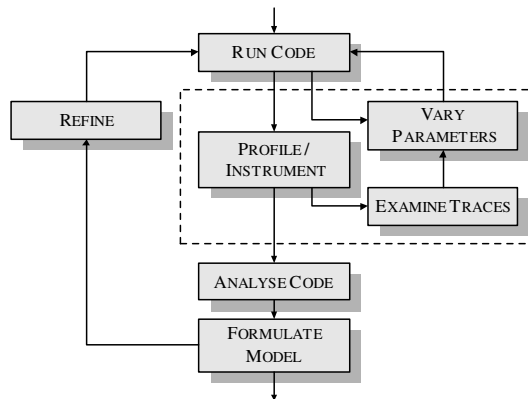 RUN CODE
REFINE
VARY
PARAMETERS
PROFILE /
INSTRUMENT
EXAMINE TRACES
ANALYSE CODE
FORMULATE
MODEL